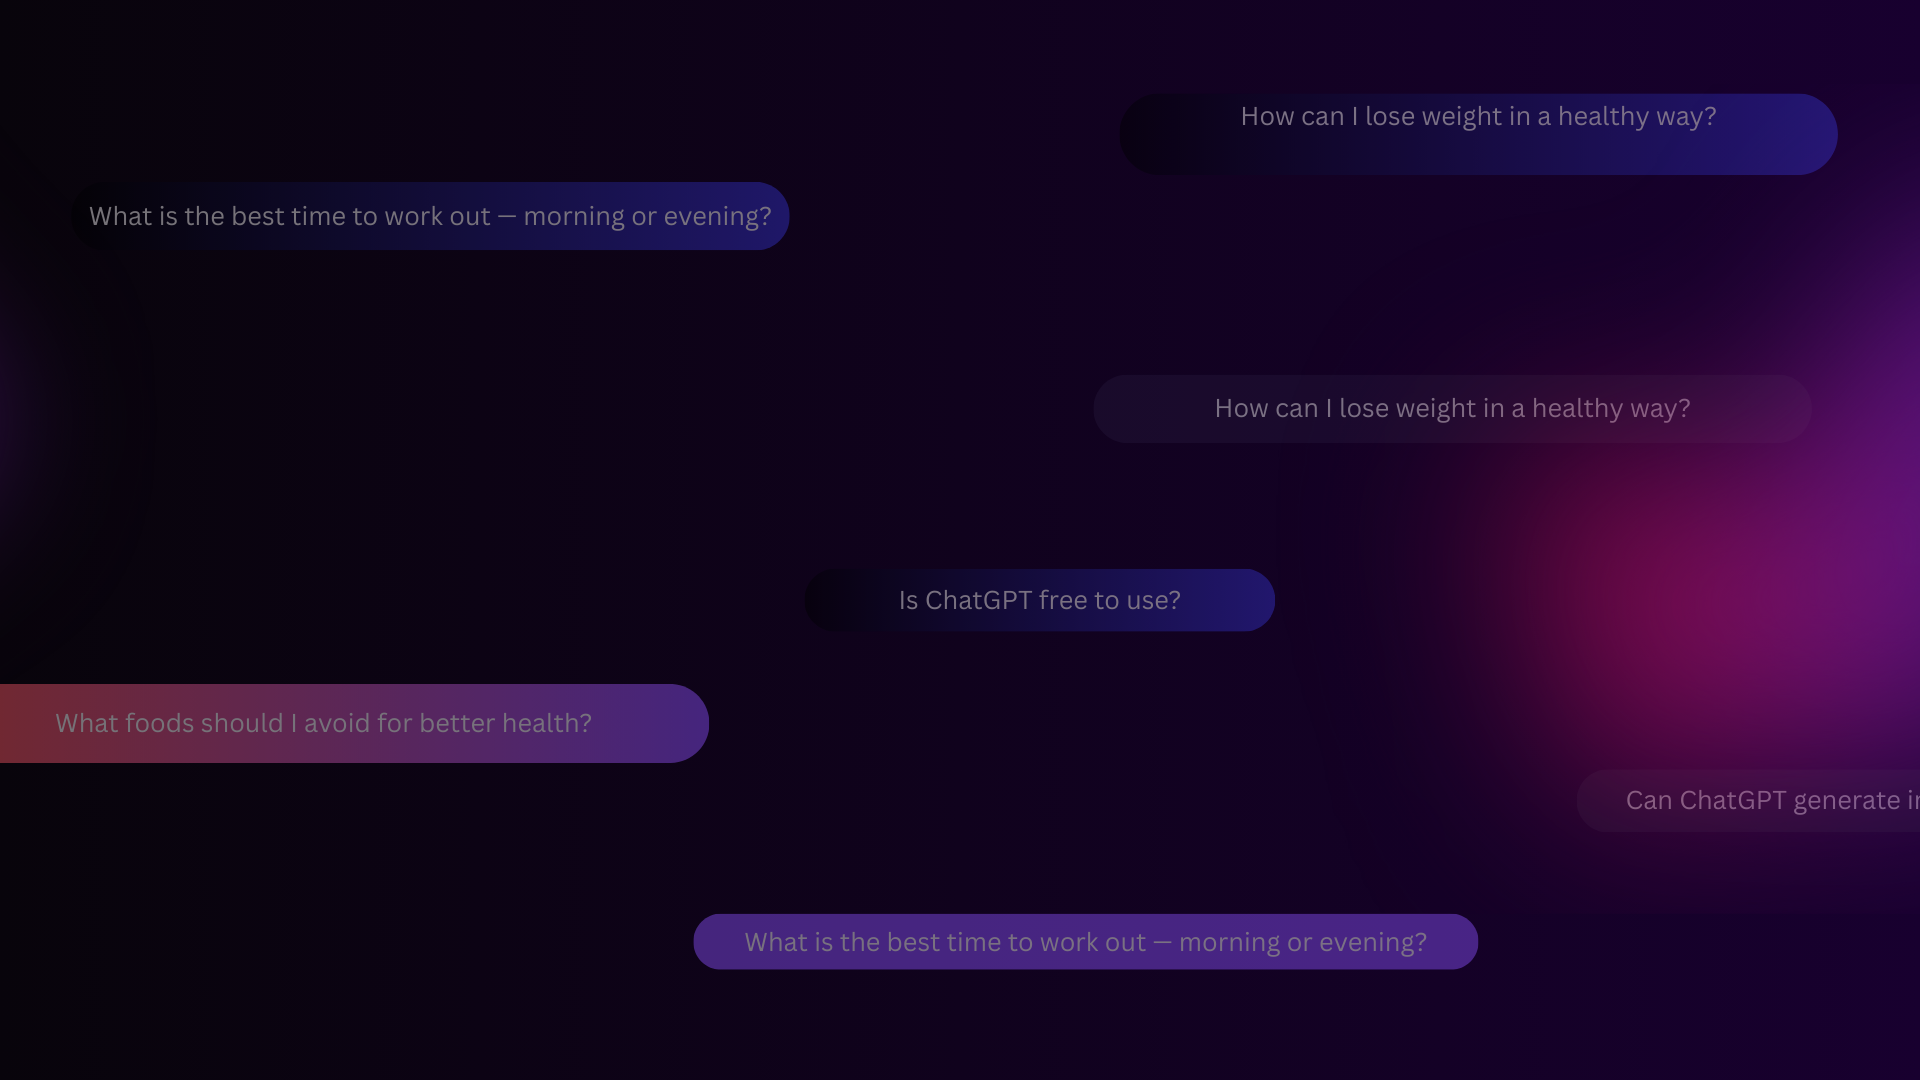 How can I lose weight in a healthy way?
What is the best time to work out — morning or evening?
How can I lose weight in a healthy way?
Is ChatGPT free to use?
What foods should I avoid for better health?
Can ChatGPT generate
What is the best time to work out — morning or evening?